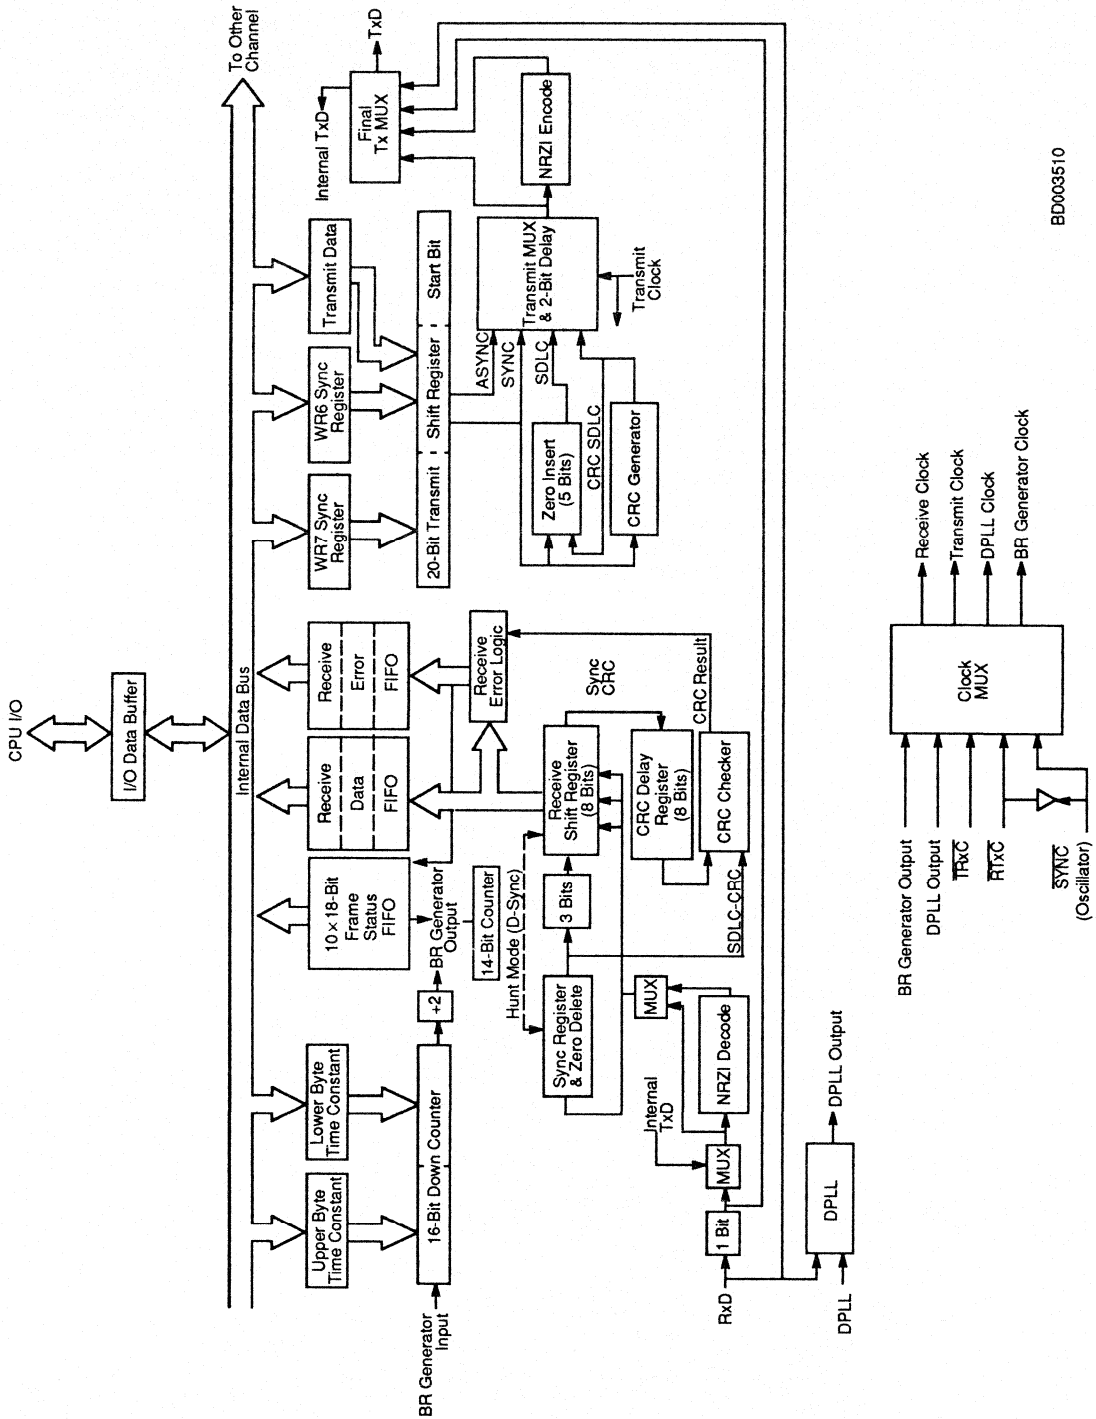 CPU I/O
I/O Data Buffer
Internal Data Bus
To Other
Channel
Upper Byte
Time Constant
Lower Byte
Time Constant
10 × 18-Bit
Frame
Status
FIFO
Receive
Data
FIFO
Receive
Error
FIFO
WR7 Sync
Register
WR6 Sync
Register
Transmit Data
Internal TxD
Final
Tx MUX
TxD
BR Generator
Input
16-Bit Down Counter
÷2
BR Generator
Output
14-Bit Counter
Receive
Error Logic
20-Bit Transmit
Shift Register
Start Bit
ASYNC
SYNC
SDLC
Transmit MUX
& 2-Bit Delay
NRZI Encode
Hunt Mode (D-Sync)
Sync Register
& Zero Delete
3 Bits
Receive
Shift Register
(8 Bits)
Sync
CRC
Zero Insert
(5 Bits)
CRC SDLC
CRC Generator
Transmit
Clock
Internal
TxD
MUX
CRC Delay
Register
(8 Bits)
CRC Result
RxD
1 Bit
MUX
NRZI Decode
SDLC-CRC
CRC Checker
DPLL
DPLL
DPLL Output
BR Generator Output
DPLL Output
TRxC
RTxC
SYNC
(Oscillator)
Clock
MUX
Receive Clock
Transmit Clock
DPLL Clock
BR Generator Clock
BD003510